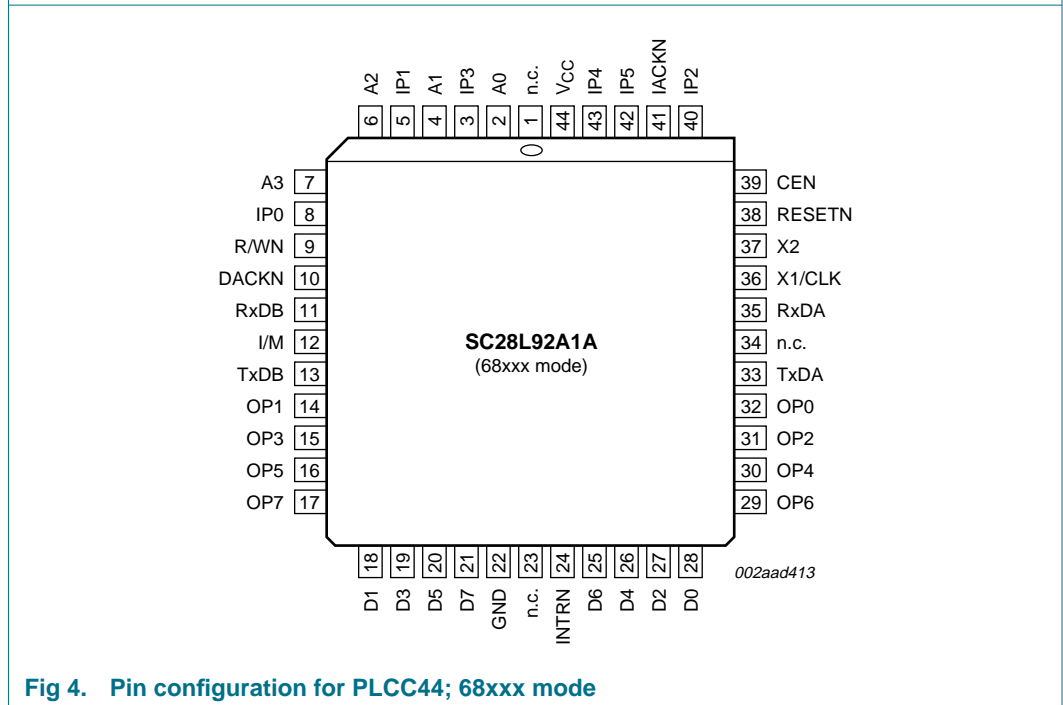 A2 IP1 A1 IP3 A0 n.c. VCC IP4 IP5 IACKN IP2
6 5 4 3 2 1 44 43 42 41 40
A3 7
IP0 8
R/WN 9
DACKN 10
RxDB 11
I/M 12
TxDB 13
OP1 14
OP3 15
OP5 16
OP7 17
SC28L92A1A
(68xxx mode)
39 CEN
38 RESETN
37 X2
36 X1/CLK
35 RxDA
34 n.c.
33 TxDA
32 OP0
31 OP2
30 OP4
29 OP6
18 19 20 21 22 23 24 25 26 27 28
D1 D3 D5 D7 GND n.c. INTRN D6 D4 D2 D0
002aad413
Fig 4. Pin configuration for PLCC44; 68xxx mode